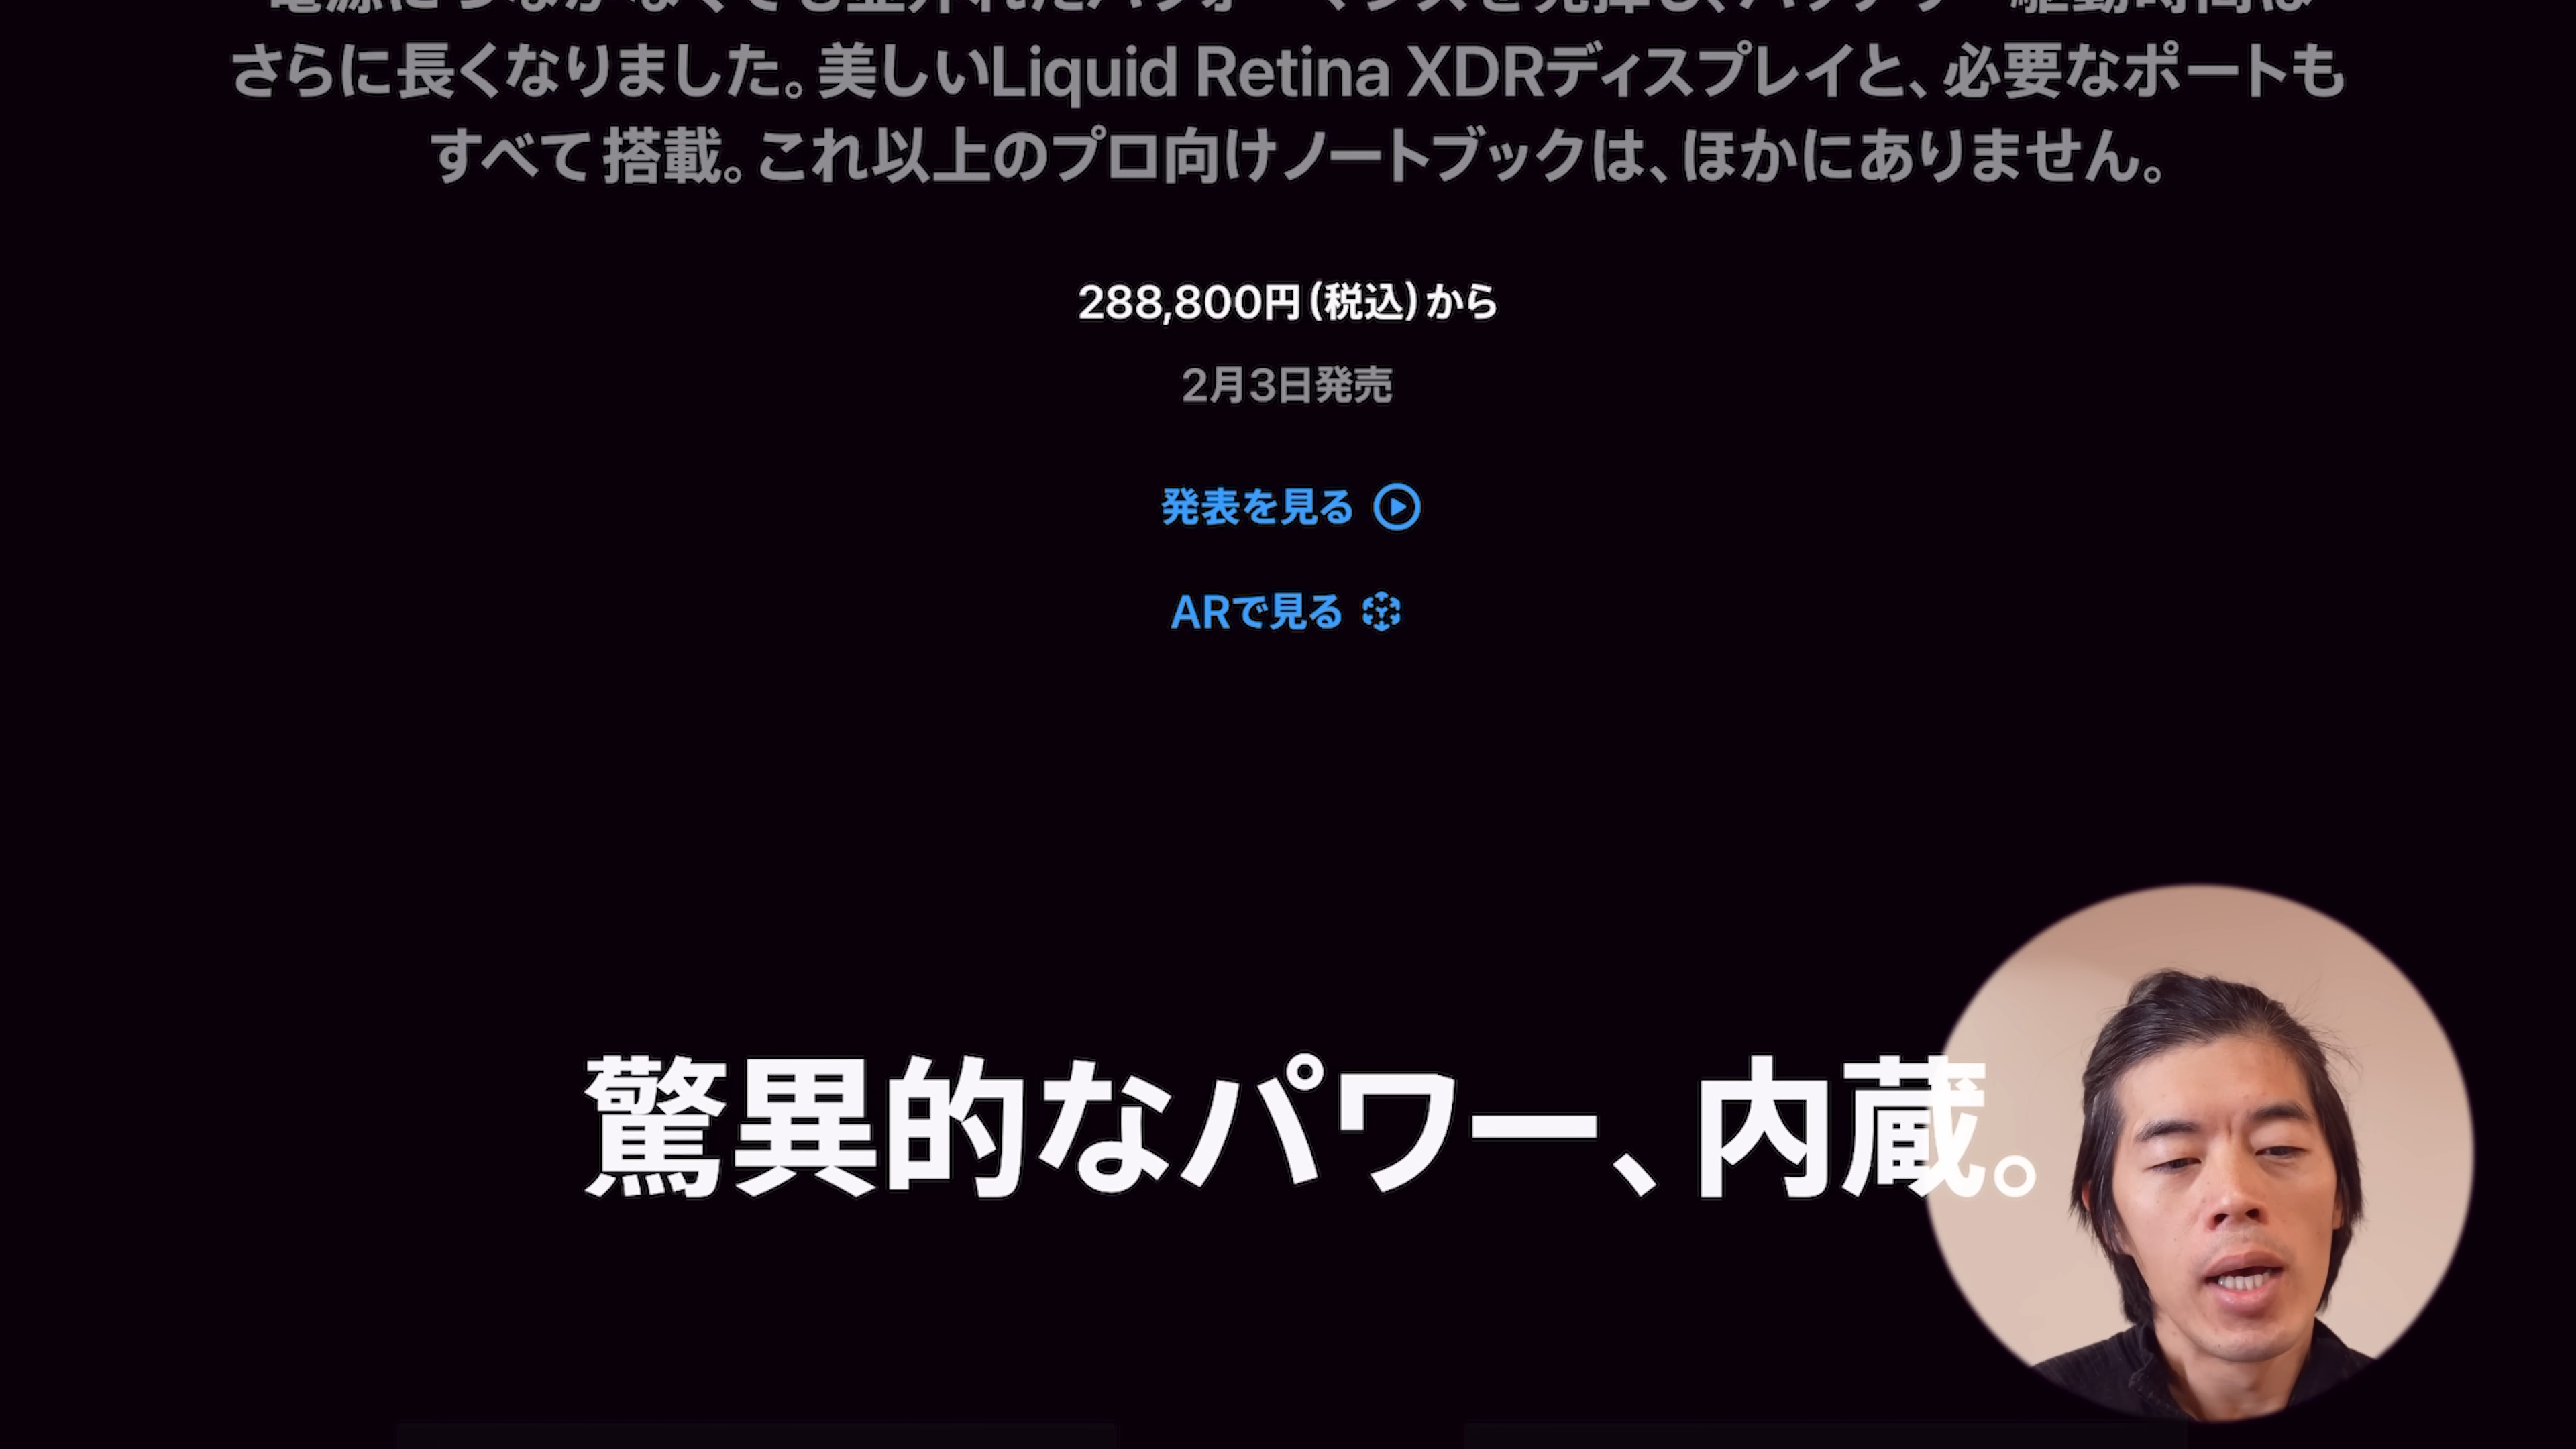 さらに長くなりました。美しいLiquid Retina XDRディスプレイと、必要なポートも
すべて搭載。これ以上のプロ向けノートブックは、ほかにありません。
288,800円(税込)から
2月3日発売
発表を見る
ARで見る
驚異的なパワー、内蔵。